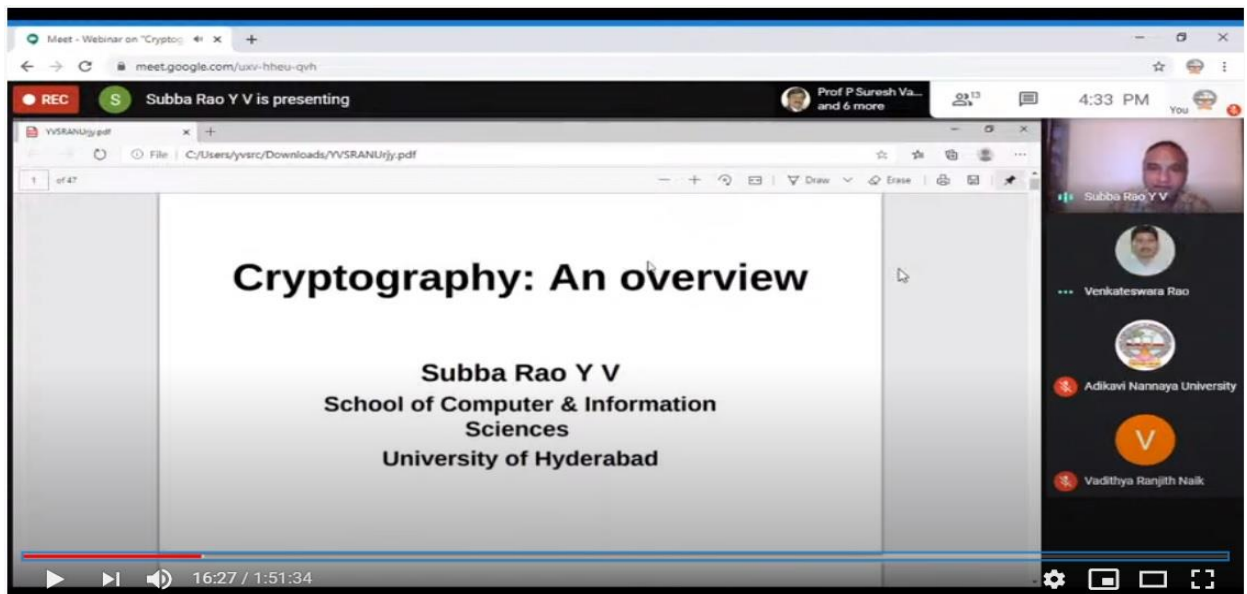 Meet - Webinar on "Cryptog
meet.google.com/uxv-hheu-qvh
REC
S
Subba Rao Y V is presenting
Prof P Suresh Va...
and 6 more
13
4:33 PM
You
YVSRANUrjy.pdf
File
C:/Users/yvsrc/Downloads/YVSRANUrjy.pdf
1 of 47
Draw
Erase
Cryptography: An overview
Subba Rao Y V
School of Computer & Information
Sciences
University of Hyderabad
Subba Rao Y V
Venkateswara Rao
Adikavi Nannaya University
V
Vadithya Ranjith Naik
16:27 / 1:51:34